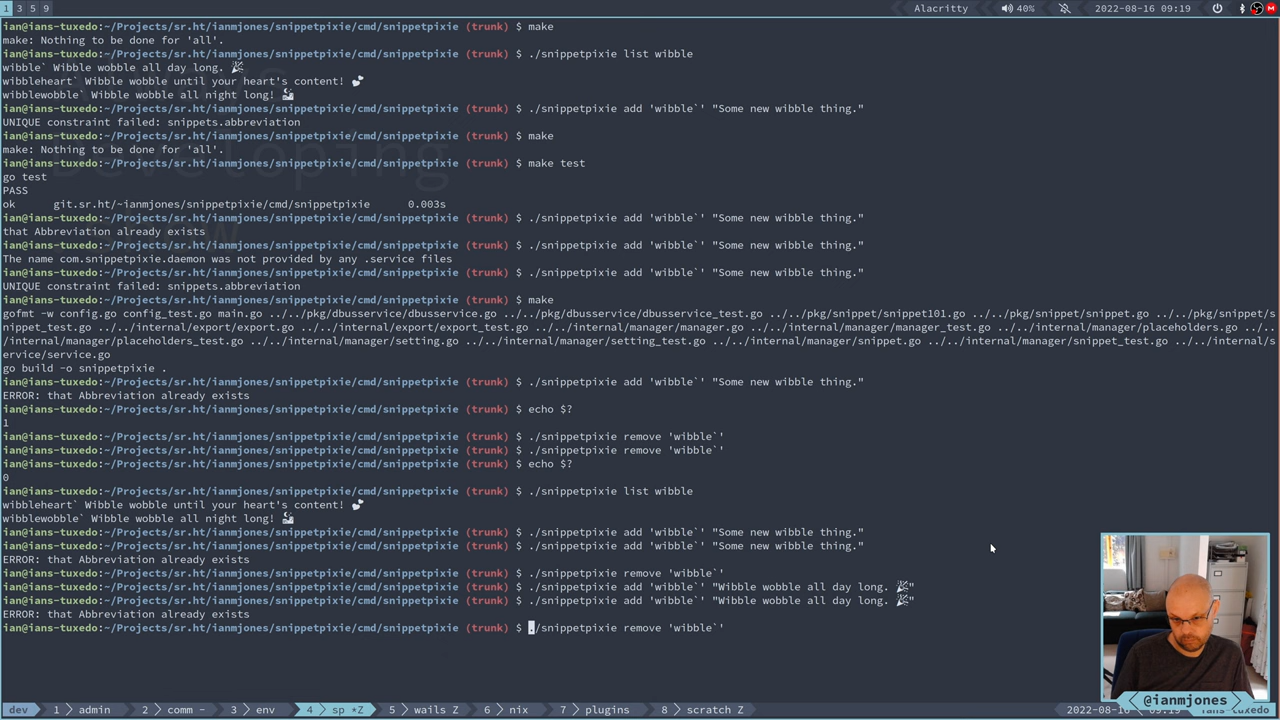 1 3 5 9 Alacritty 40% 2022-08-16 09:19
ian@ians-tuxedo:~/Projects/sr.ht/ianmjones/snippetpixie/cmd/snippetpixie (trunk) $ make
make: Nothing to be done for 'all'.
ian@ians-tuxedo:~/Projects/sr.ht/ianmjones/snippetpixie/cmd/snippetpixie (trunk) $ ./snippetpixie list wibble
wibble` Wibble wobble all day long. 🎉
wibbleheart` Wibble wobble until your heart's content! 💕
wibblewobble` Wibble wobble all night long!
ian@ians-tuxedo:~/Projects/sr.ht/ianmjones/snippetpixie/cmd/snippetpixie (trunk) $ ./snippetpixie add 'wibble`' "Some new wibble thing."
UNIQUE constraint failed: snippets.abbreviation
ian@ians-tuxedo:~/Projects/sr.ht/ianmjones/snippetpixie/cmd/snippetpixie (trunk) $ make
make: Nothing to be done for 'all'.
ian@ians-tuxedo:~/Projects/sr.ht/ianmjones/snippetpixie/cmd/snippetpixie (trunk) $ make test
go test
PASS
ok git.sr.ht/~ianmjones/snippetpixie/cmd/snippetpixie 0.003s
ian@ians-tuxedo:~/Projects/sr.ht/ianmjones/snippetpixie/cmd/snippetpixie (trunk) $ ./snippetpixie add 'wibble`' "Some new wibble thing."
that Abbreviation already exists
ian@ians-tuxedo:~/Projects/sr.ht/ianmjones/snippetpixie/cmd/snippetpixie (trunk) $ ./snippetpixie add 'wibble`' "Some new wibble thing."
The name com.snippetpixie.daemon was not provided by any .service files
ian@ians-tuxedo:~/Projects/sr.ht/ianmjones/snippetpixie/cmd/snippetpixie (trunk) $ ./snippetpixie add 'wibble`' "Some new wibble thing."
UNIQUE constraint failed: snippets.abbreviation
ian@ians-tuxedo:~/Projects/sr.ht/ianmjones/snippetpixie/cmd/snippetpixie (trunk) $ make
gofmt -w config.go config_test.go main.go ../../pkg/dbusservice/dbusservice.go ../../pkg/dbusservice/dbusservice_test.go ../../pkg/snippet/snippet101.go ../../pkg/snippet/snippet.go ../../pkg/snippet/s
nippet_test.go ../../internal/export/export.go ../../internal/export/export_test.go ../../internal/manager/manager.go ../../internal/manager/manager_test.go ../../internal/manager/placeholders.go ../..
/internal/manager/placeholders_test.go ../../internal/manager/setting.go ../../internal/manager/setting_test.go ../../internal/manager/snippet.go ../../internal/manager/snippet_test.go ../../internal/s
ervice/service.go
go build -o snippetpixie .
ian@ians-tuxedo:~/Projects/sr.ht/ianmjones/snippetpixie/cmd/snippetpixie (trunk) $ ./snippetpixie add 'wibble`' "Some new wibble thing."
ERROR: that Abbreviation already exists
ian@ians-tuxedo:~/Projects/sr.ht/ianmjones/snippetpixie/cmd/snippetpixie (trunk) $ echo $?
1
ian@ians-tuxedo:~/Projects/sr.ht/ianmjones/snippetpixie/cmd/snippetpixie (trunk) $ ./snippetpixie remove 'wibble`'
ian@ians-tuxedo:~/Projects/sr.ht/ianmjones/snippetpixie/cmd/snippetpixie (trunk) $ ./snippetpixie remove 'wibble`'
ian@ians-tuxedo:~/Projects/sr.ht/ianmjones/snippetpixie/cmd/snippetpixie (trunk) $ echo $?
0
ian@ians-tuxedo:~/Projects/sr.ht/ianmjones/snippetpixie/cmd/snippetpixie (trunk) $ ./snippetpixie list wibble
wibbleheart` Wibble wobble until your heart's content! 💕
wibblewobble` Wibble wobble all night long!
ian@ians-tuxedo:~/Projects/sr.ht/ianmjones/snippetpixie/cmd/snippetpixie (trunk) $ ./snippetpixie add 'wibble`' "Some new wibble thing."
ian@ians-tuxedo:~/Projects/sr.ht/ianmjones/snippetpixie/cmd/snippetpixie (trunk) $ ./snippetpixie add 'wibble`' "Some new wibble thing."
ERROR: that Abbreviation already exists
ian@ians-tuxedo:~/Projects/sr.ht/ianmjones/snippetpixie/cmd/snippetpixie (trunk) $ ./snippetpixie remove 'wibble`'
ian@ians-tuxedo:~/Projects/sr.ht/ianmjones/snippetpixie/cmd/snippetpixie (trunk) $ ./snippetpixie add 'wibble`' "Wibble wobble all day long. 🎉"
ian@ians-tuxedo:~/Projects/sr.ht/ianmjones/snippetpixie/cmd/snippetpixie (trunk) $ ./snippetpixie add 'wibble`' "Wibble wobble all day long. 🎉"
ERROR: that Abbreviation already exists
ian@ians-tuxedo:~/Projects/sr.ht/ianmjones/snippetpixie/cmd/snippetpixie (trunk) $ ./snippetpixie remove 'wibble`'
@ianmjones
dev 1 admin 2 comm - 3 env 4 sp *Z 5 wails Z 6 nix 7 plugins 8 scratch Z 2022-08-16 tuxedo